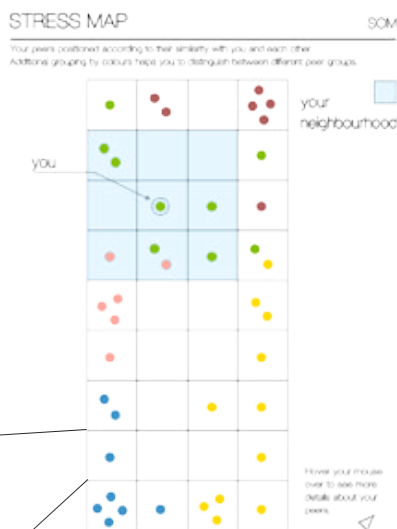 STRESS MAP
SOM
Your peers positioned according to their similarity with you and each other
Additional grouping by colours helps you to distinguish between different peer groups.
your
neighbourhood
you
Hover your mouse
over to see more
details about your
peers